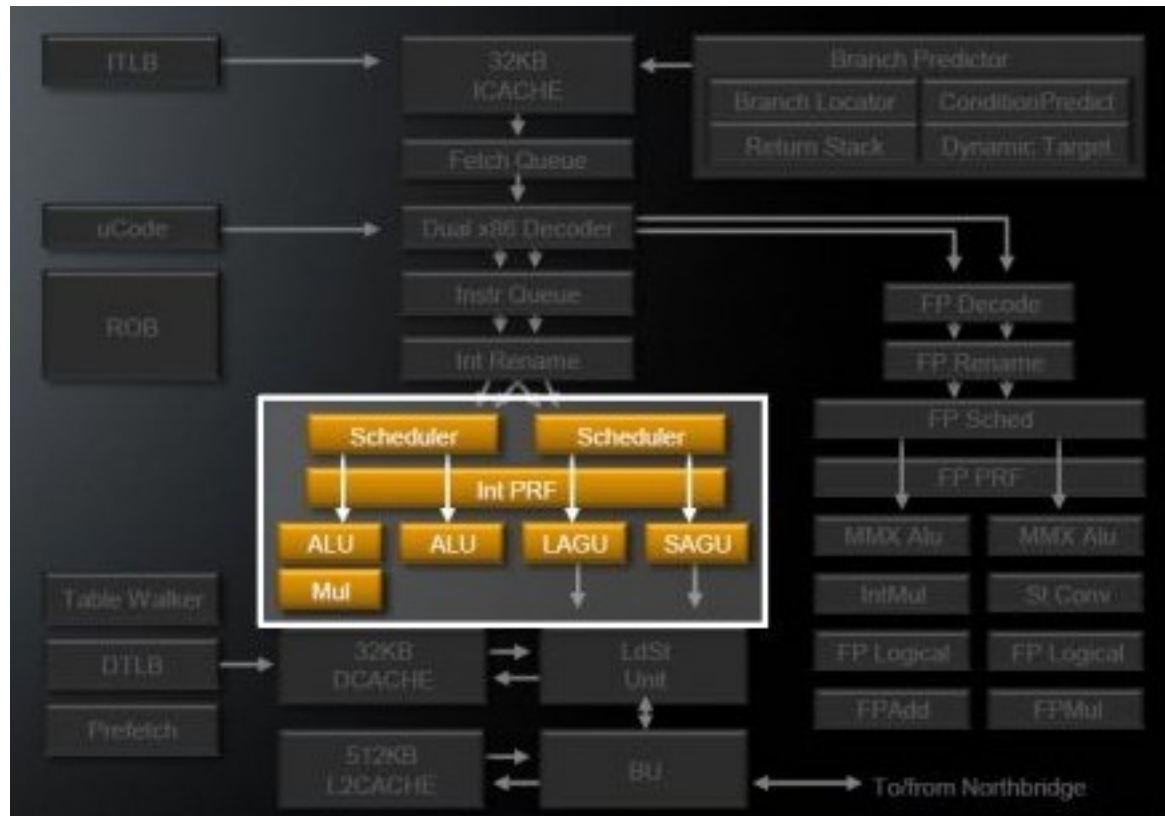 ITLB
32KB
ICACHE
Branch Predictor
Branch Locator
ConditionPredict
Return Stack
Dynamic Target
Fetch Queue
uCode
Dual x86 Decoder
ROB
Instr Queue
FP Decode
Int Rename
FP Rename
Scheduler
Scheduler
FP Sched
Int PRF
FP PRF
ALU
ALU
LAGU
SAGU
MMX Alu
MMX Alu
Mul
Table Walker
IntMul
St Conv
DTLB
32KB
DCACHE
LdSt
Unit
FP Logical
FP Logical
Prefetch
FPAdd
FPMul
512KB
L2CACHE
BU
To/from Northbridge